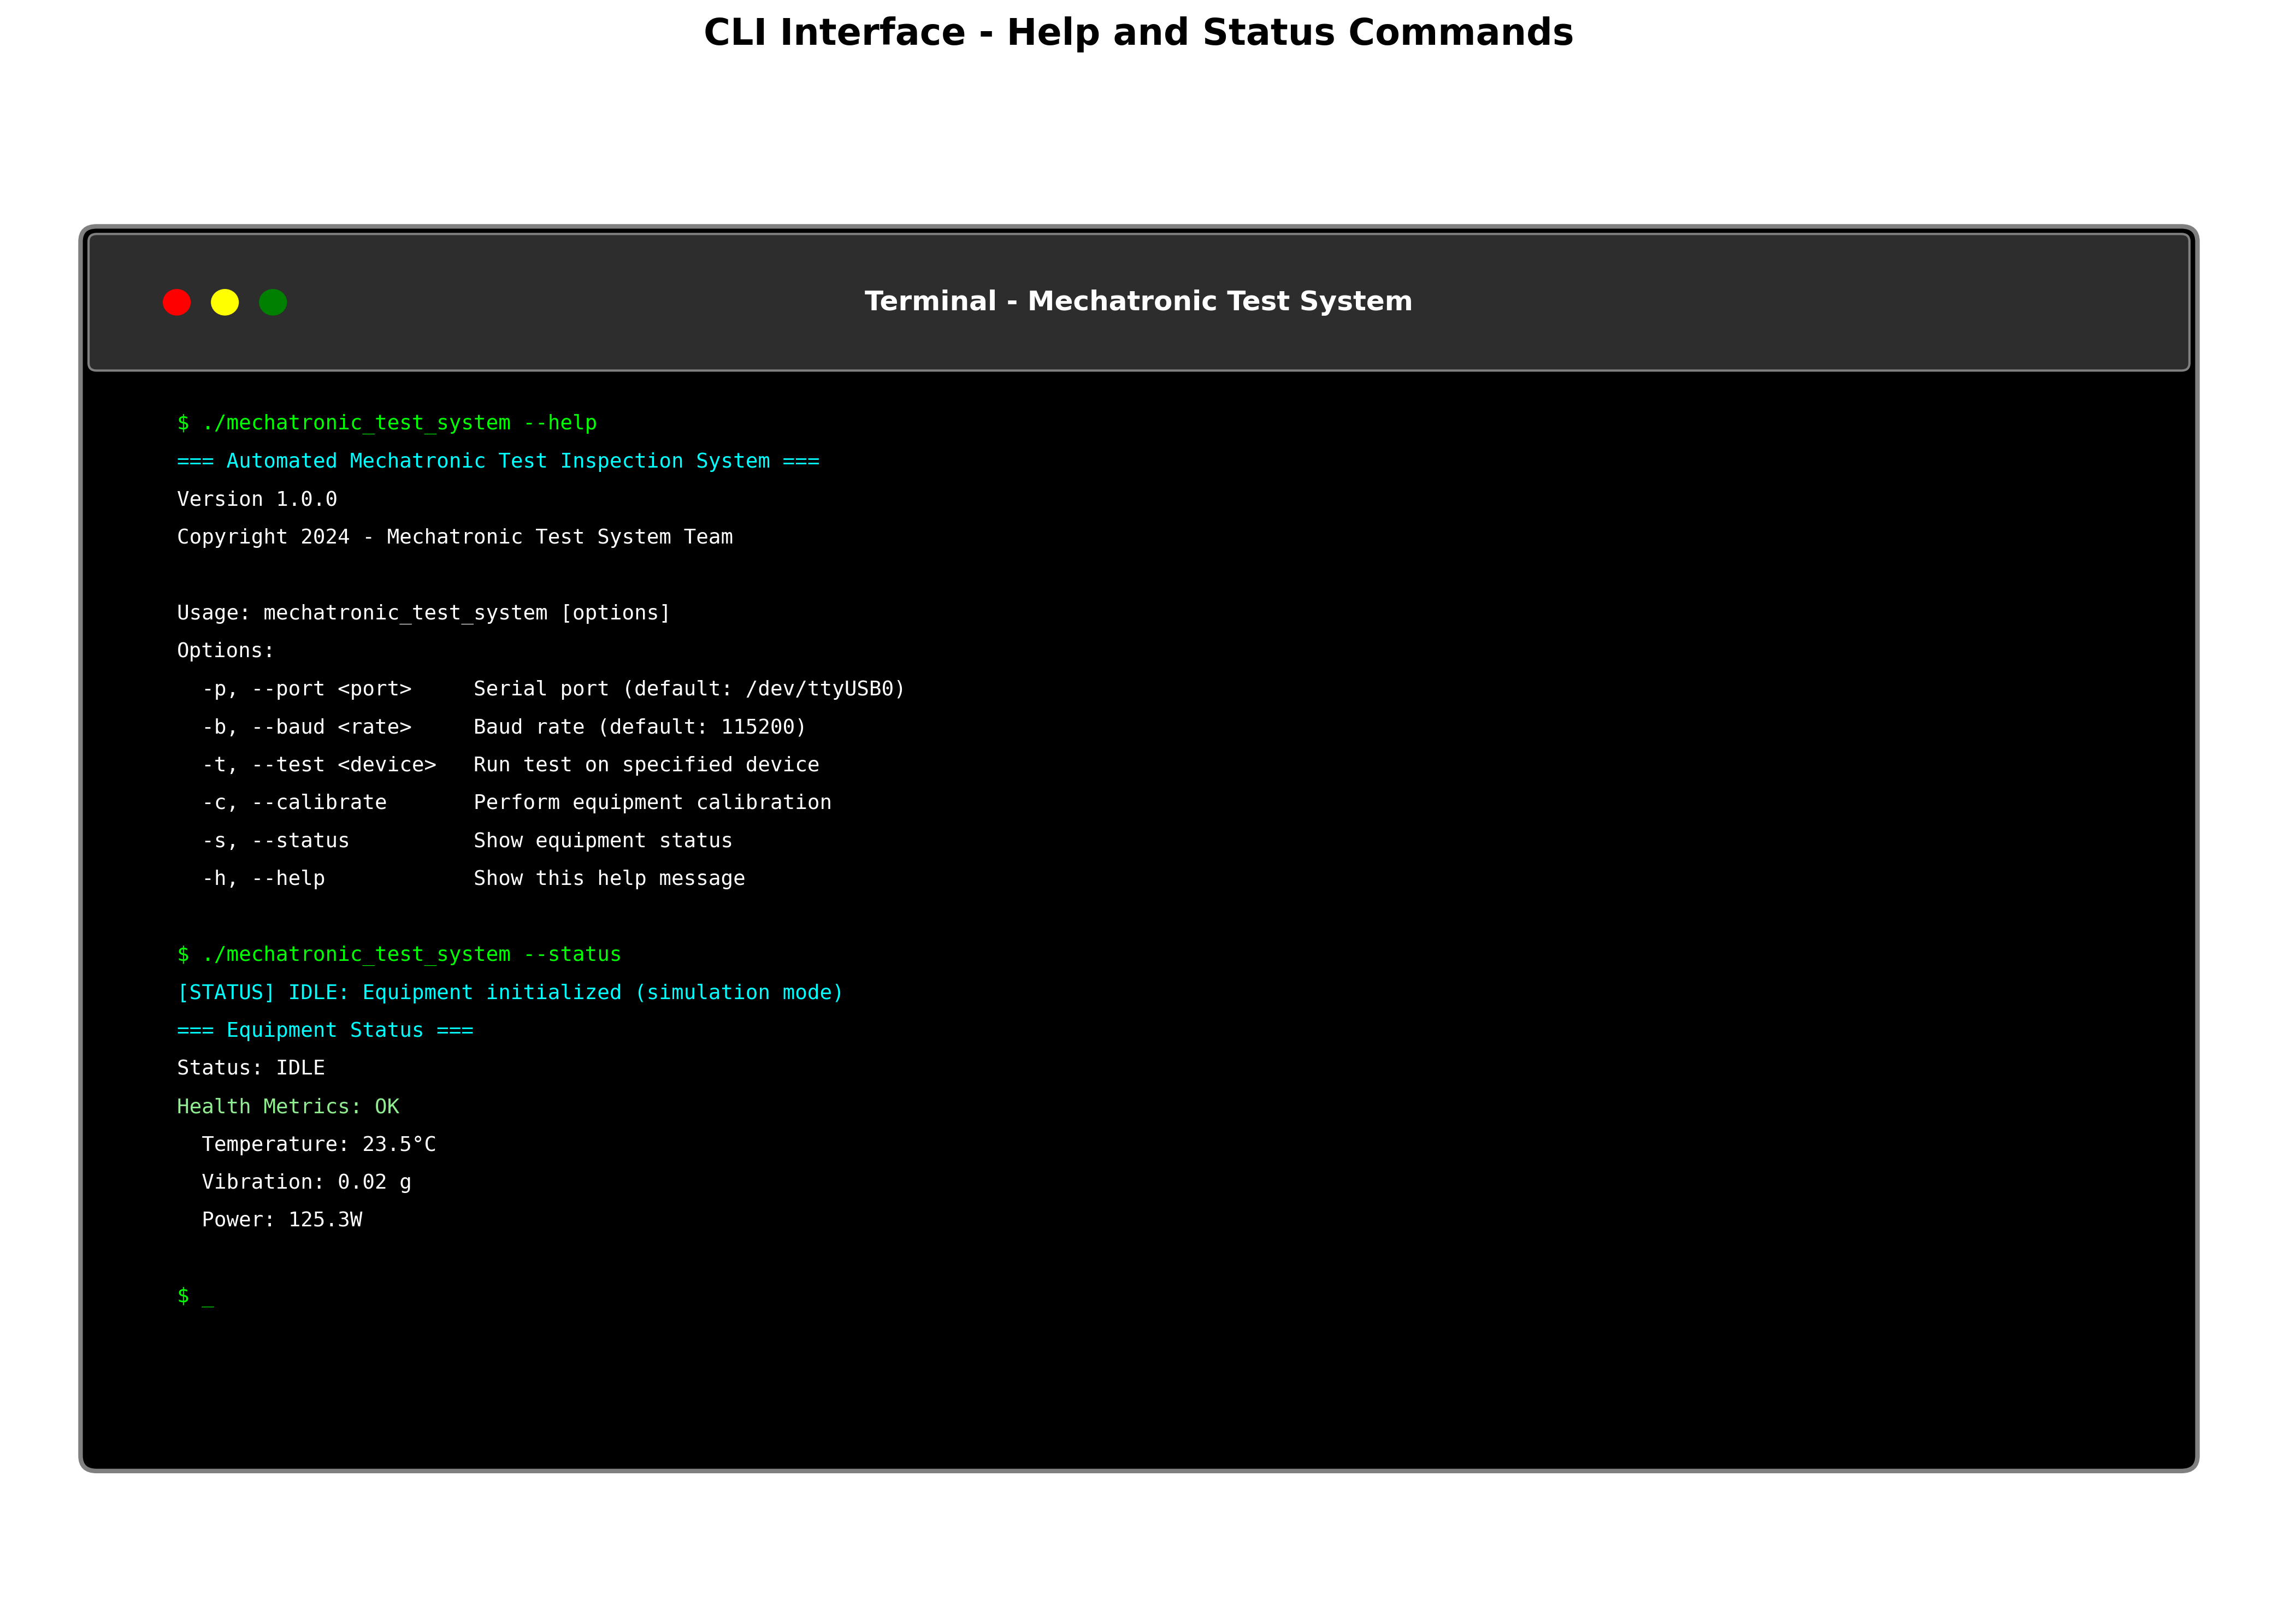 CLI Interface - Help and Status Commands
Terminal - Mechatronic Test System
$ ./mechatronic_test_system --help
=== Automated Mechatronic Test Inspection System ===
Version 1.0.0
Copyright 2024 - Mechatronic Test System Team
Usage: mechatronic_test_system [options]
Options:
  -p, --port <port>     Serial port (default: /dev/ttyUSB0)
  -b, --baud <rate>     Baud rate (default: 115200)
  -t, --test <device>   Run test on specified device
  -c, --calibrate       Perform equipment calibration
  -s, --status          Show equipment status
  -h, --help            Show this help message
$ ./mechatronic_test_system --status
[STATUS] IDLE: Equipment initialized (simulation mode)
=== Equipment Status ===
Status: IDLE
Health Metrics: OK
  Temperature: 23.5°C
  Vibration: 0.02 g
  Power: 125.3W
$ _